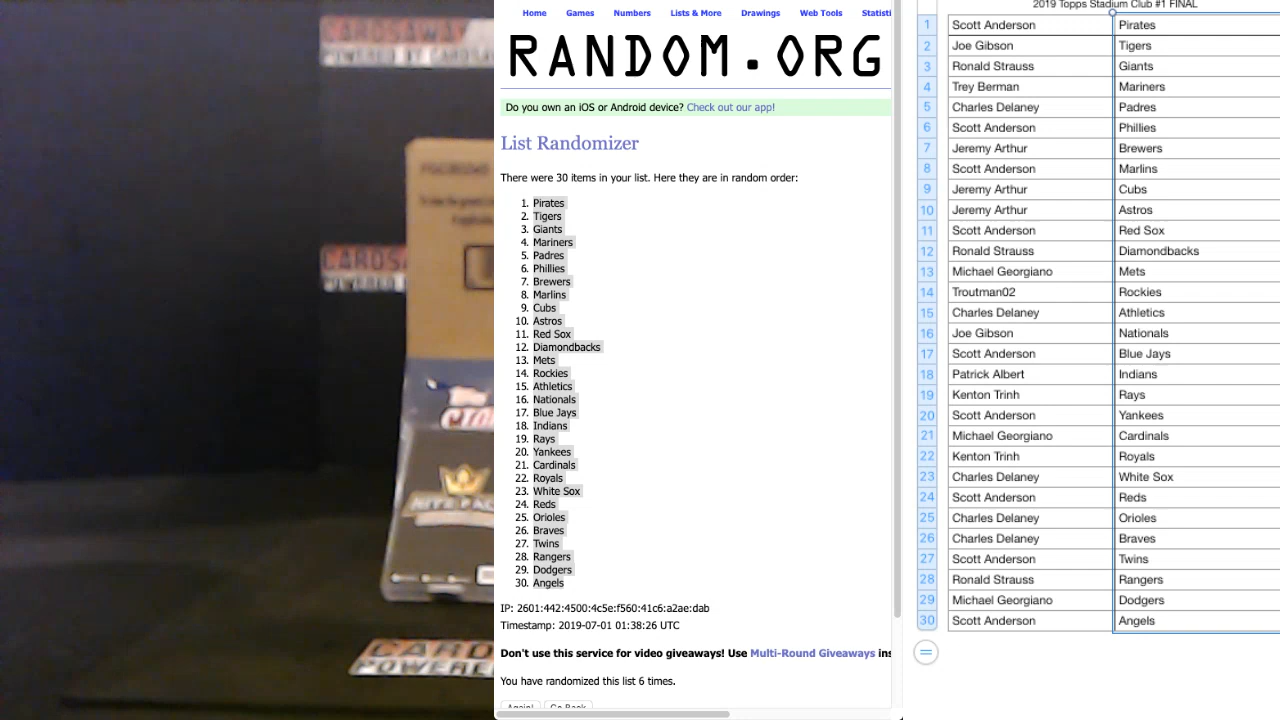 CARDSAWAY
POWERED BY
CARDSA
POWERED
POWERE
Home Games Numbers Lists & More Drawings Web Tools Statisti
RANDOM.ORG
Do you own an iOS or Android device? Check out our app!
List Randomizer
There were 30 items in your list. Here they are in random order:
1. Pirates
2. Tigers
3. Giants
4. Mariners
5. Padres
6. Phillies
7. Brewers
8. Marlins
9. Cubs
10. Astros
11. Red Sox
12. Diamondbacks
13. Mets
14. Rockies
15. Athletics
16. Nationals
17. Blue Jays
18. Indians
19. Rays
20. Yankees
21. Cardinals
22. Royals
23. White Sox
24. Reds
25. Orioles
26. Braves
27. Twins
28. Rangers
29. Dodgers
30. Angels
IP: 2601:442:4500:4c5e:f560:41c6:a2ae:dab
Timestamp: 2019-07-01 01:38:26 UTC
Don't use this service for video giveaways! Use Multi-Round Giveaways ins
You have randomized this list 6 times.
Again! Go Back
2019 Topps Stadium Club #1 FINAL
1 Scott Anderson Pirates
2 Joe Gibson Tigers
3 Ronald Strauss Giants
4 Trey Berman Mariners
5 Charles Delaney Padres
6 Scott Anderson Phillies
7 Jeremy Arthur Brewers
8 Scott Anderson Marlins
9 Jeremy Arthur Cubs
10 Jeremy Arthur Astros
11 Scott Anderson Red Sox
12 Ronald Strauss Diamondbacks
13 Michael Georgiano Mets
14 Troutman02 Rockies
15 Charles Delaney Athletics
16 Joe Gibson Nationals
17 Scott Anderson Blue Jays
18 Patrick Albert Indians
19 Kenton Trinh Rays
20 Scott Anderson Yankees
21 Michael Georgiano Cardinals
22 Kenton Trinh Royals
23 Charles Delaney White Sox
24 Scott Anderson Reds
25 Charles Delaney Orioles
26 Charles Delaney Braves
27 Scott Anderson Twins
28 Ronald Strauss Rangers
29 Michael Georgiano Dodgers
30 Scott Anderson Angels